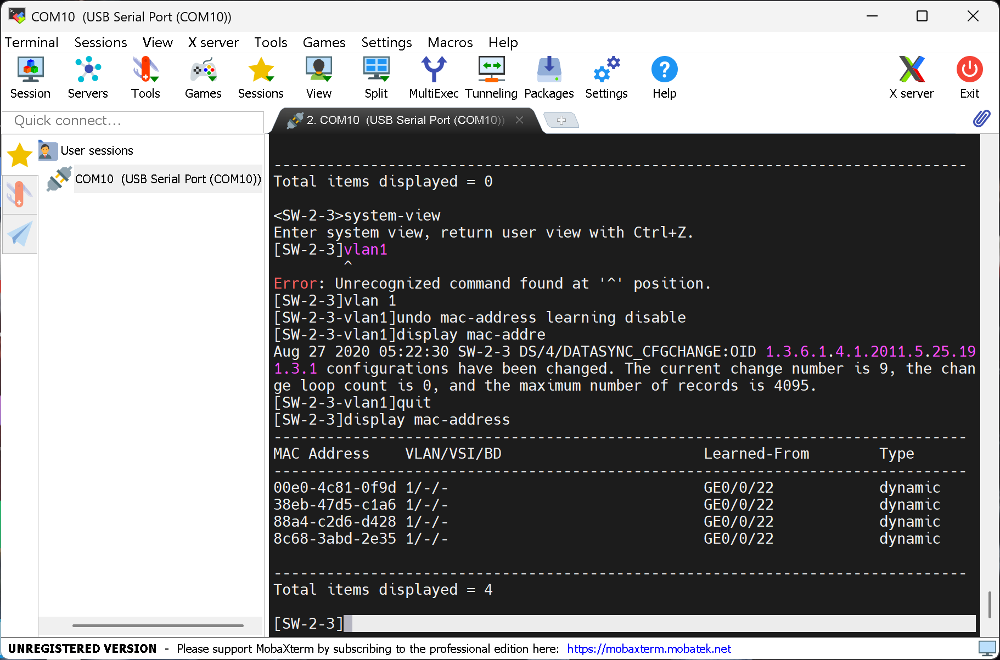 COM10  (USB Serial Port (COM10))
Terminal Sessions View X server Tools Games Settings Macros Help
Session Servers Tools Games Sessions View Split MultiExec Tunneling Packages Settings Help X server Exit
Quick connect...
2. COM10  (USB Serial Port (COM10))
User sessions
COM10  (USB Serial Port (COM10))
-------------------------------------------------------------------------------
Total items displayed = 0
<SW-2-3>system-view
Enter system view, return user view with Ctrl+Z.
[SW-2-3]vlan1
        ^
Error: Unrecognized command found at '^' position.
[SW-2-3]vlan 1
[SW-2-3-vlan1]undo mac-address learning disable
[SW-2-3-vlan1]display mac-addre
Aug 27 2020 05:22:30 SW-2-3 DS/4/DATASYNC_CFGCHANGE:OID 1.3.6.1.4.1.2011.5.25.19
1.3.1 configurations have been changed. The current change number is 9, the chan
ge loop count is 0, and the maximum number of records is 4095.
[SW-2-3-vlan1]quit
[SW-2-3]display mac-address
-------------------------------------------------------------------------------
MAC Address    VLAN/VSI/BD                       Learned-From        Type
-------------------------------------------------------------------------------
00e0-4c81-0f9d 1/-/-                             GE0/0/22            dynamic
38eb-47d5-c1a6 1/-/-                             GE0/0/22            dynamic
88a4-c2d6-d428 1/-/-                             GE0/0/22            dynamic
8c68-3abd-2e35 1/-/-                             GE0/0/22            dynamic
-------------------------------------------------------------------------------
Total items displayed = 4
[SW-2-3]
UNREGISTERED VERSION  -  Please support MobaXterm by subscribing to the professional edition here:  https://mobaxterm.mobatek.net